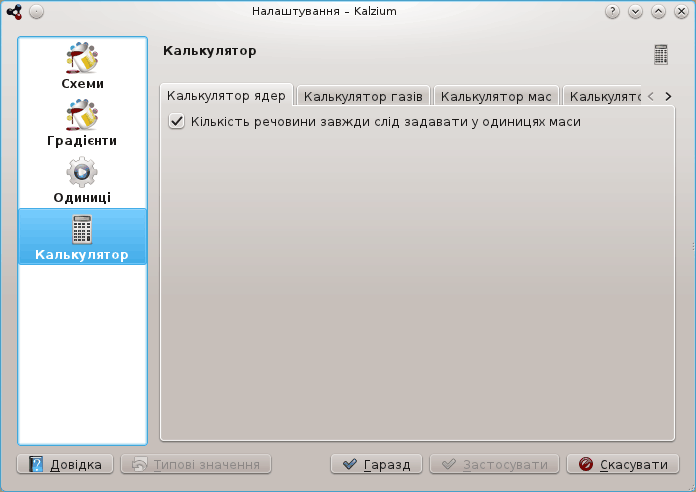 Налаштування – Kalzium
Схеми
Градієнти
Одиниці
Калькулятор
Калькулятор
Калькулятор ядер
Калькулятор газів
Калькулятор мас
Кількість речовини завжди слід задавати у одиницях маси
Довідка
Типові значення
Гаразд
Застосувати
Скасувати